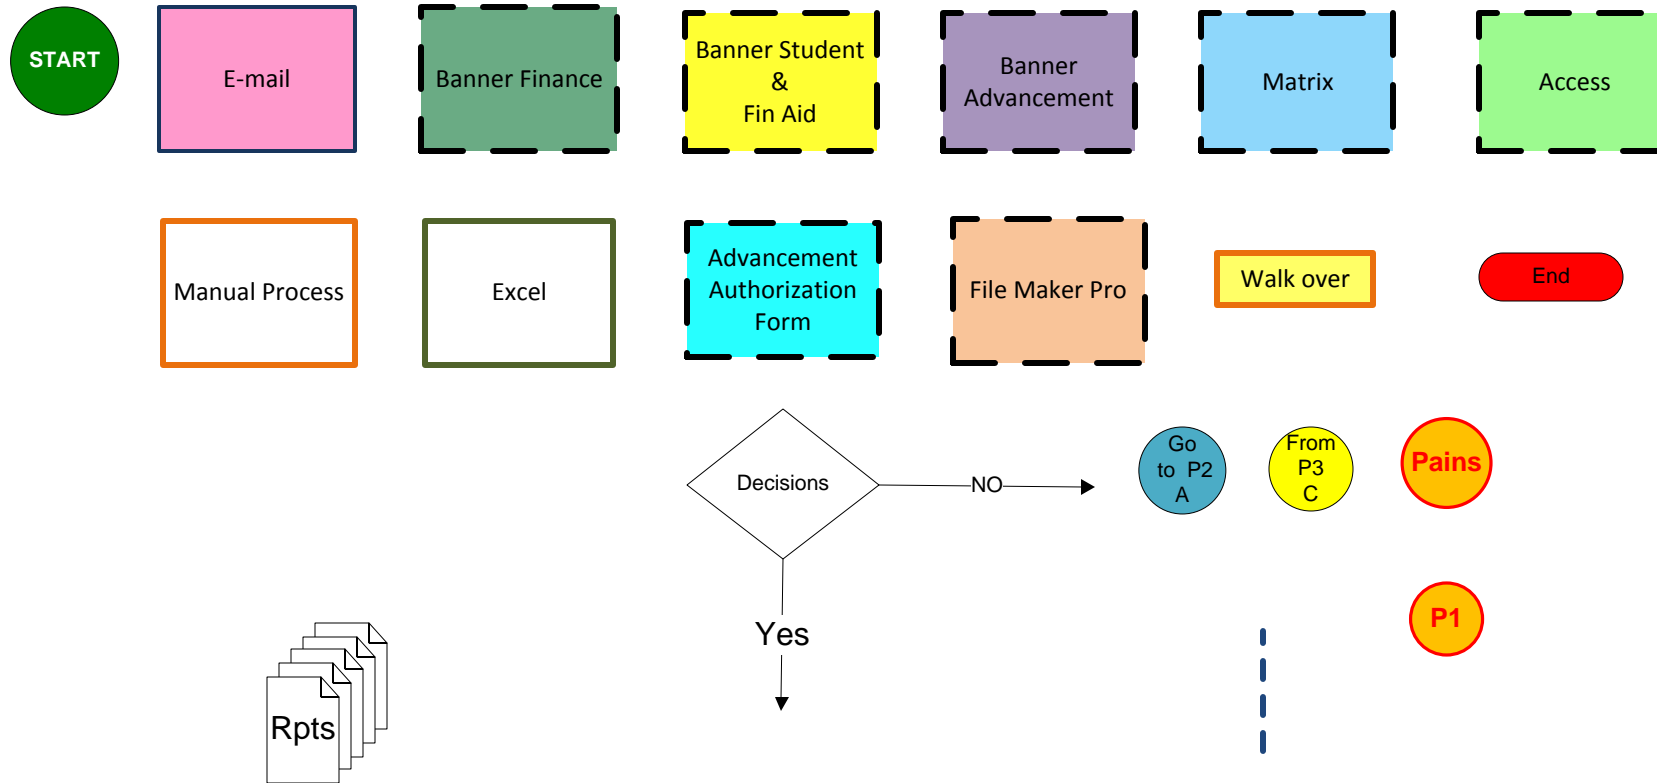 START
E-mail
Banner Finance
Banner Student
&
Fin Aid
Banner
Advancement
Matrix
Access
Manual Process
Excel
Advancement
Authorization
Form
File Maker Pro
Walk over
End
Decisions
NO
Go
to P2
A
From
P3
C
Pains
Yes
P1
Rpts